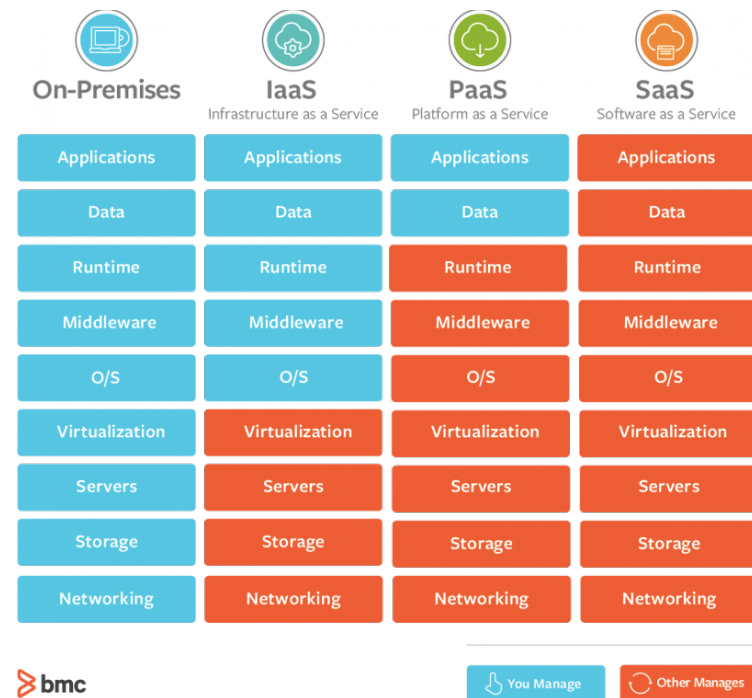 On-Premises IaaS PaaS SaaS
Infrastructure as a Service Platform as a Service Software as a Service
Applications Applications Applications Applications
Data Data Data Data
Runtime Runtime Runtime Runtime
Middleware Middleware Middleware Middleware
O/S O/S O/S O/S
Virtualization Virtualization Virtualization Virtualization
Servers Servers Servers Servers
Storage Storage Storage Storage
Networking Networking Networking Networking
bmc You Manage Other Manages